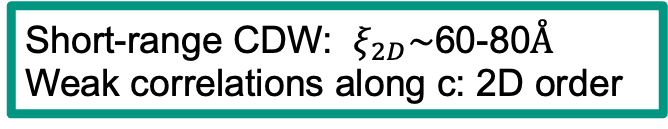 Short-range CDW: ξ2D~60-80Å
Weak correlations along c: 2D order